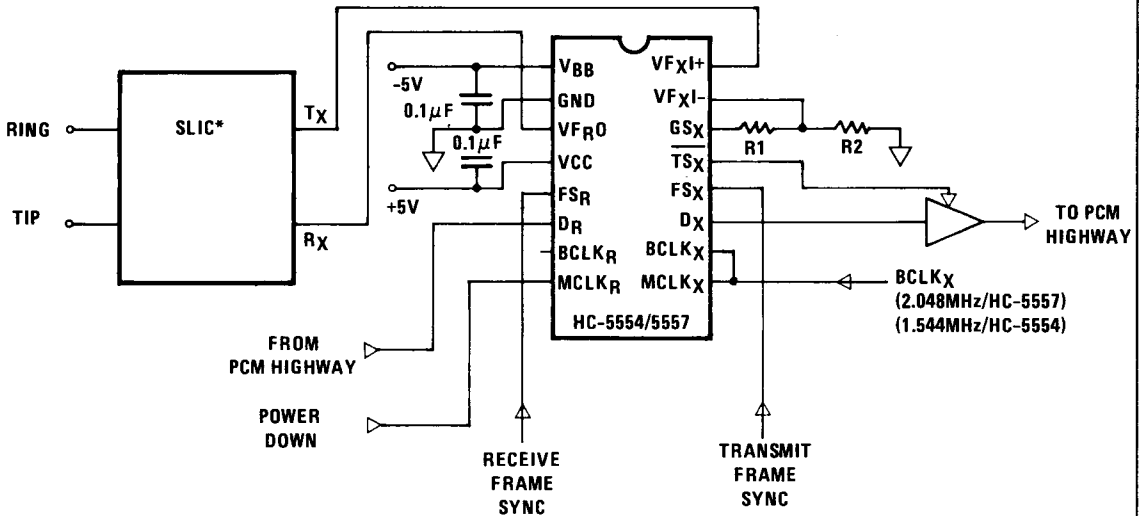 RING
TIP
SLIC*
TX
RX
-5V
0.1μF
0.1μF
+5V
VBB
GND
VFRO
VCC
FSR
DR
BCLKR
MCLKR
VFXI+
VFXI-
GSX
T̅S̅X̅
FSX
DX
BCLKX
MCLKX
HC-5554/5557
R1
R2
TO PCM
HIGHWAY
BCLKX
(2.048MHz/HC-5557)
(1.544MHz/HC-5554)
FROM
PCM HIGHWAY
POWER
DOWN
RECEIVE
FRAME
SYNC
TRANSMIT
FRAME
SYNC